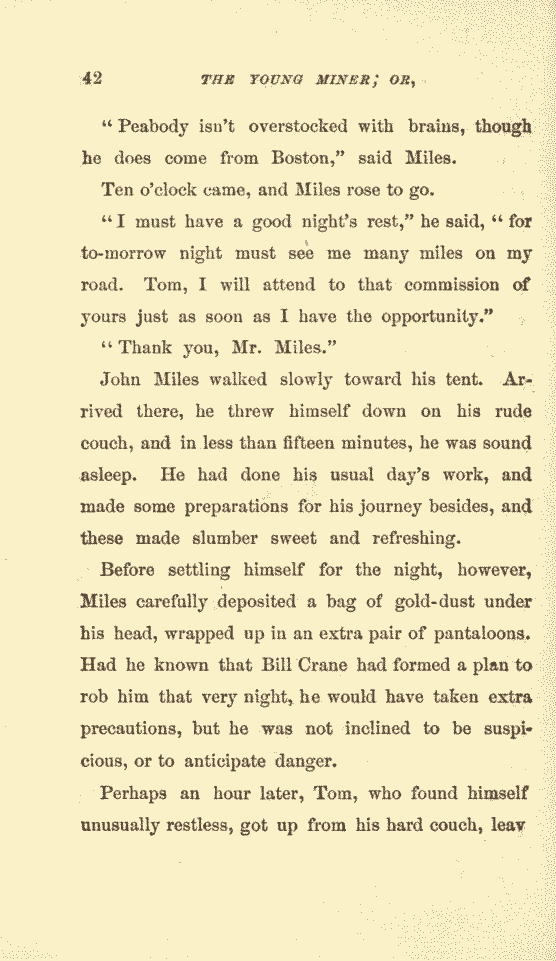 42 THE YOUNG MINER; OR,
“Peabody isn’t overstocked with brains, though
he does come from Boston,” said Miles.
Ten o’clock came, and Miles rose to go.
“I must have a good night’s rest,” he said, “for
to-morrow night must see me many miles on my
road. Tom, I will attend to that commission of
yours just as soon as I have the opportunity.”
“Thank you, Mr. Miles.”
John Miles walked slowly toward his tent. Ar-
rived there, he threw himself down on his rude
couch, and in less than fifteen minutes, he was sound
asleep. He had done his usual day’s work, and
made some preparations for his journey besides, and
these made slumber sweet and refreshing.
Before settling himself for the night, however,
Miles carefully deposited a bag of gold-dust under
his head, wrapped up in an extra pair of pantaloons.
Had he known that Bill Crane had formed a plan to
rob him that very night, he would have taken extra
precautions, but he was not inclined to be suspi-
cious, or to anticipate danger.
Perhaps an hour later, Tom, who found himself
unusually restless, got up from his hard couch, leav